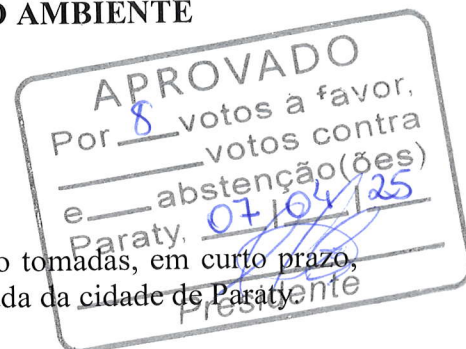 O AMBIENTE
APROVADO
Por 8 votos a favor,
votos contra
e abstenção(ões)
Paraty, 07/04/25
Presidente
o tomadas, em curto prazo,
da da cidade de Paraty.